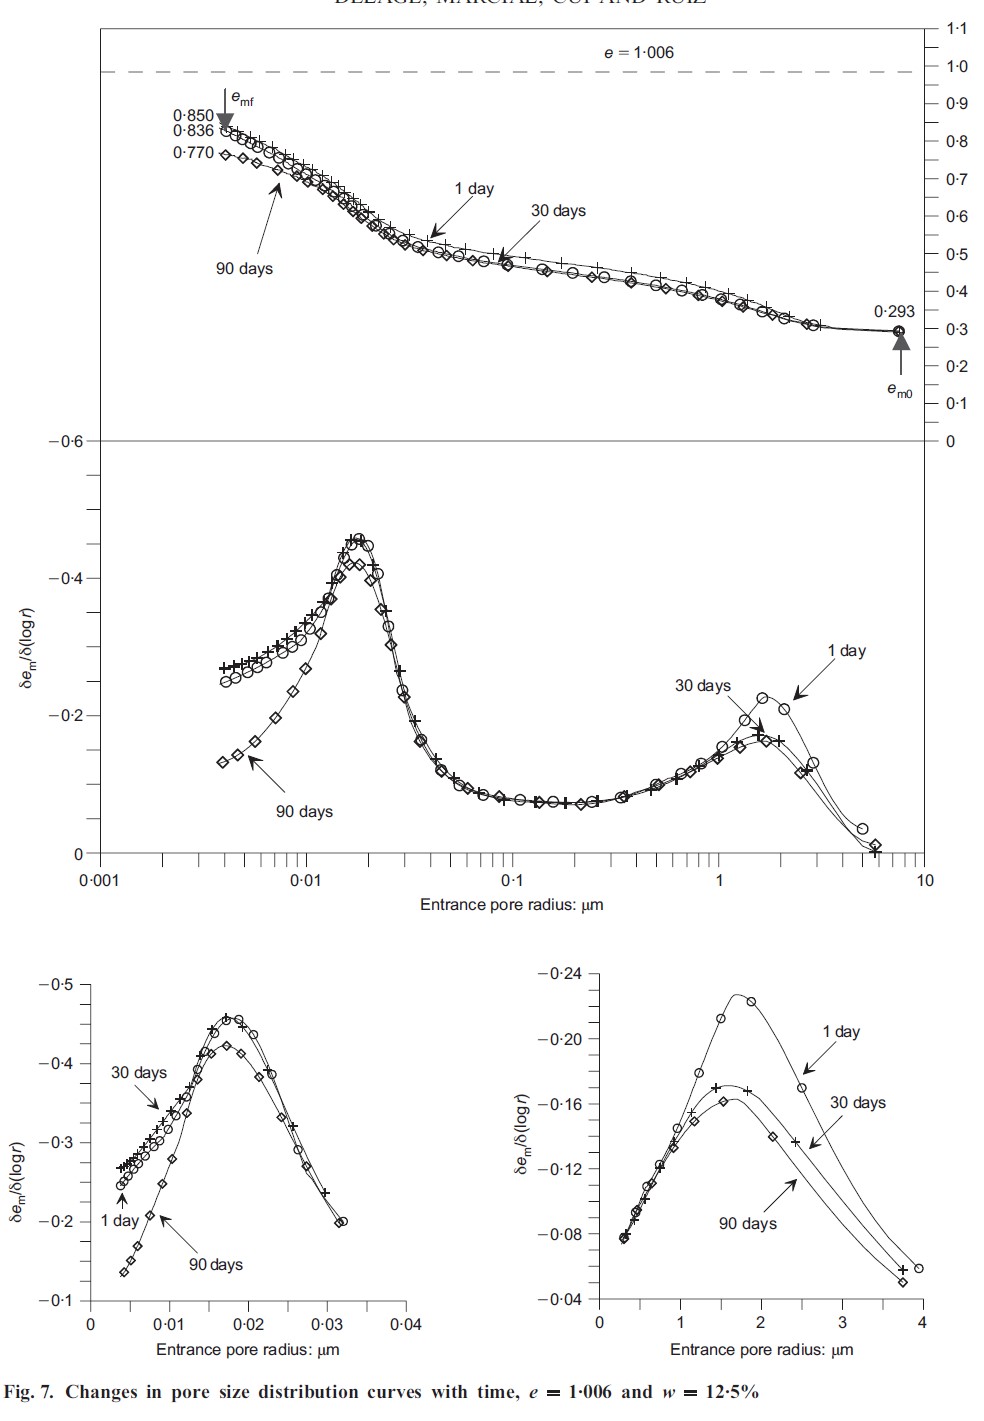 DELAGE, MARCIAL, CUI AND RUIZ
1·1
e = 1·006
1·0
0·9
e_mf
0·850
0·836
0·8
0·770
0·7
1 day
30 days
0·6
90 days
0·5
0·4
0·293
0·3
0·2
e_m0
0·1
−0·6
0
−0·4
1 day
30 days
−0·2
δe_m/δ(log r)
90 days
0
0·001
0·01
0·1
1
10
Entrance pore radius: μm
−0·5
−0·4
30 days
−0·3
δe_m/δ(log r)
−0·2
1 day
90 days
−0·1
0
0·01
0·02
0·03
0·04
Entrance pore radius: μm
−0·24
−0·20
1 day
30 days
−0·16
δe_m/δ(log r)
−0·12
90 days
−0·08
−0·04
0
1
2
3
4
Entrance pore radius: μm
Fig. 7. Changes in pore size distribution curves with time, e = 1·006 and w = 12·5%